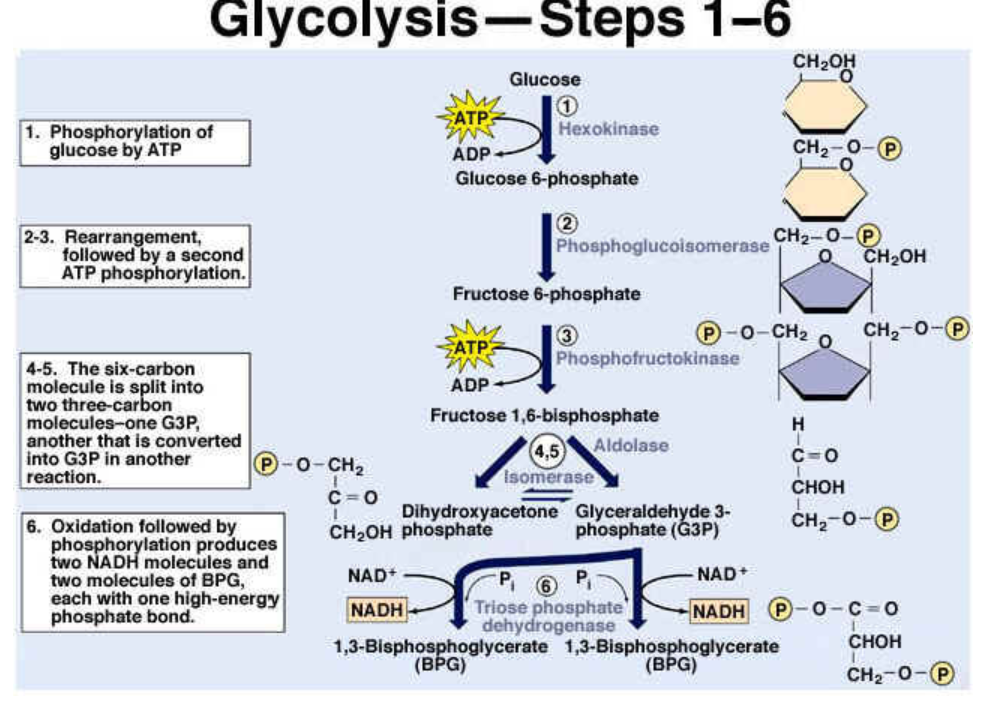 Glycolysis—Steps 1–6
1. Phosphorylation of
glucose by ATP
2-3. Rearrangement,
followed by a second
ATP phosphorylation.
4-5. The six-carbon
molecule is split into
two three-carbon
molecules–one G3P,
another that is converted
into G3P in another
reaction.
6. Oxidation followed by
phosphorylation produces
two NADH molecules and
two molecules of BPG,
each with one high-energy
phosphate bond.
Glucose
ATP
1
Hexokinase
ADP
Glucose 6-phosphate
2
Phosphoglucoisomerase
Fructose 6-phosphate
ATP
3
Phosphofructokinase
ADP
Fructose 1,6-bisphosphate
4,5
Aldolase
Isomerase
P–O–CH₂
C=O
CH₂OH
Dihydroxyacetone
phosphate
Glyceraldehyde 3-
phosphate (G3P)
NAD⁺
Pᵢ
6
Pᵢ
NAD⁺
NADH
Triose phosphate
dehydrogenase
NADH
1,3-Bisphosphoglycerate
(BPG)
1,3-Bisphosphoglycerate
(BPG)
CH₂OH
O
CH₂–O–P
O
CH₂–O–P
O
CH₂OH
P–O–CH₂
O
CH₂–O–P
H
C=O
CHOH
CH₂–O–P
P–O–C=O
CHOH
CH₂–O–P